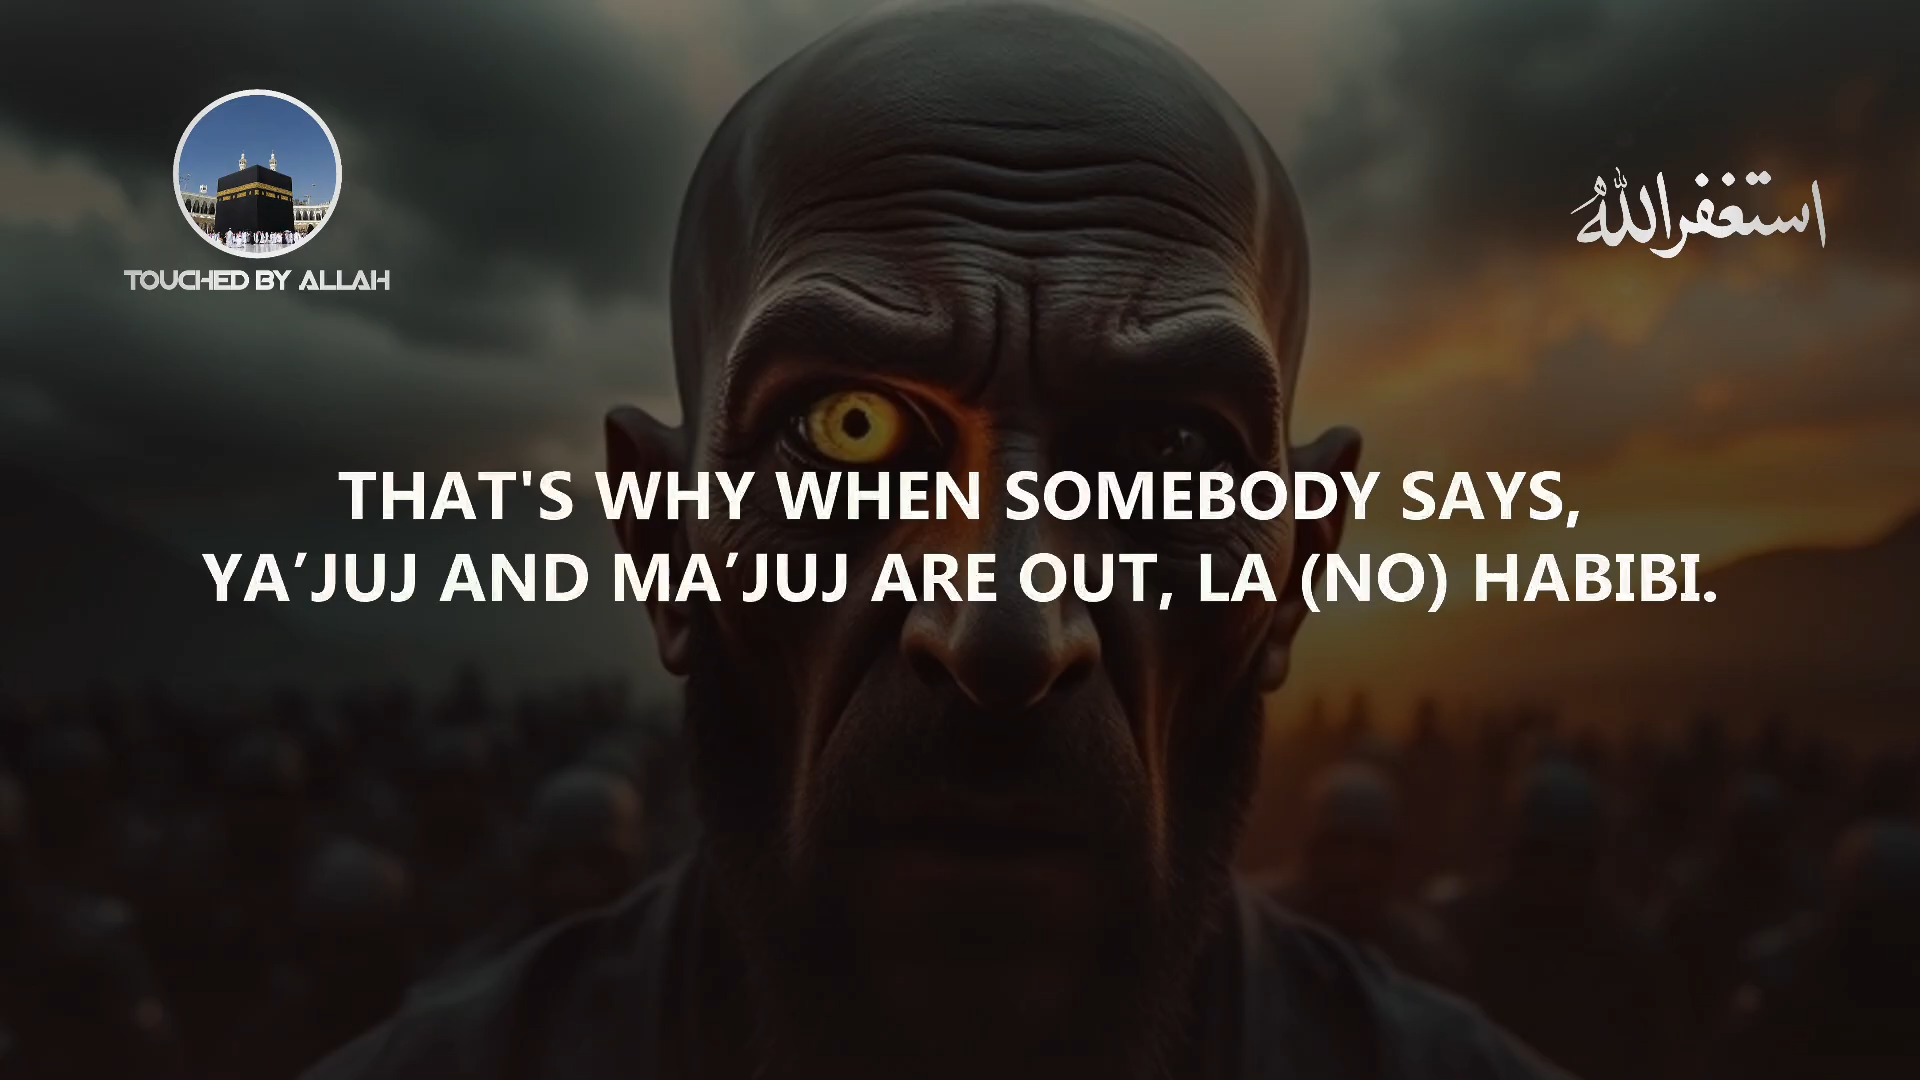 TOUCHED BY ALLAH
استغفرالله
THAT'S WHY WHEN SOMEBODY SAYS,
YA’JUJ AND MA’JUJ ARE OUT, LA (NO) HABIBI.